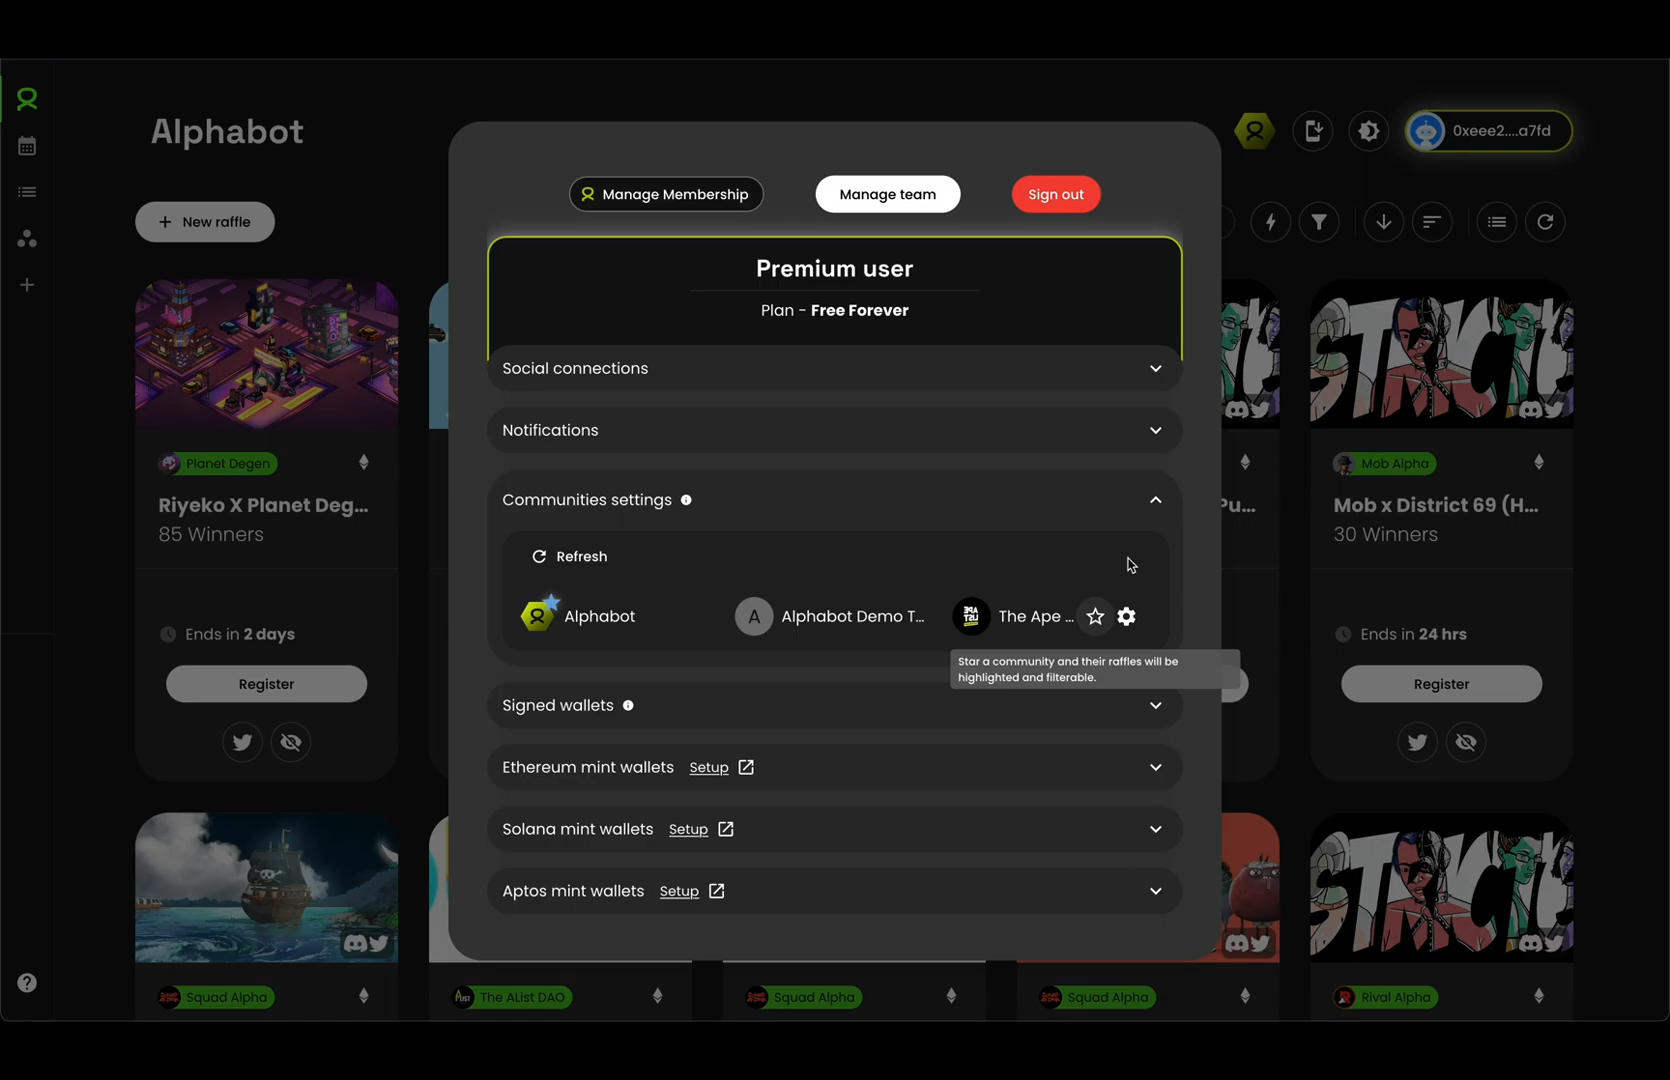 Alphabot
0xeee2....a7fd
Manage Membership
Manage team
Sign out
New raffle
Premium user
Plan - Free Forever
Social connections
Notifications
Communities settings
Refresh
Alphabot
A
Alphabot Demo T...
The Ape ...
Star a community and their raffles will be
highlighted and filterable.
Signed wallets
Ethereum mint wallets Setup
Solana mint wallets Setup
Aptos mint wallets Setup
Planet Degen
Riyeko X Planet Deg...
85 Winners
Ends in 2 days
Register
Pu...
Mob Alpha
Mob x District 69 (H...
30 Winners
Ends in 24 hrs
Register
Squad Alpha
The AList DAO
Squad Alpha
Squad Alpha
Rival Alpha